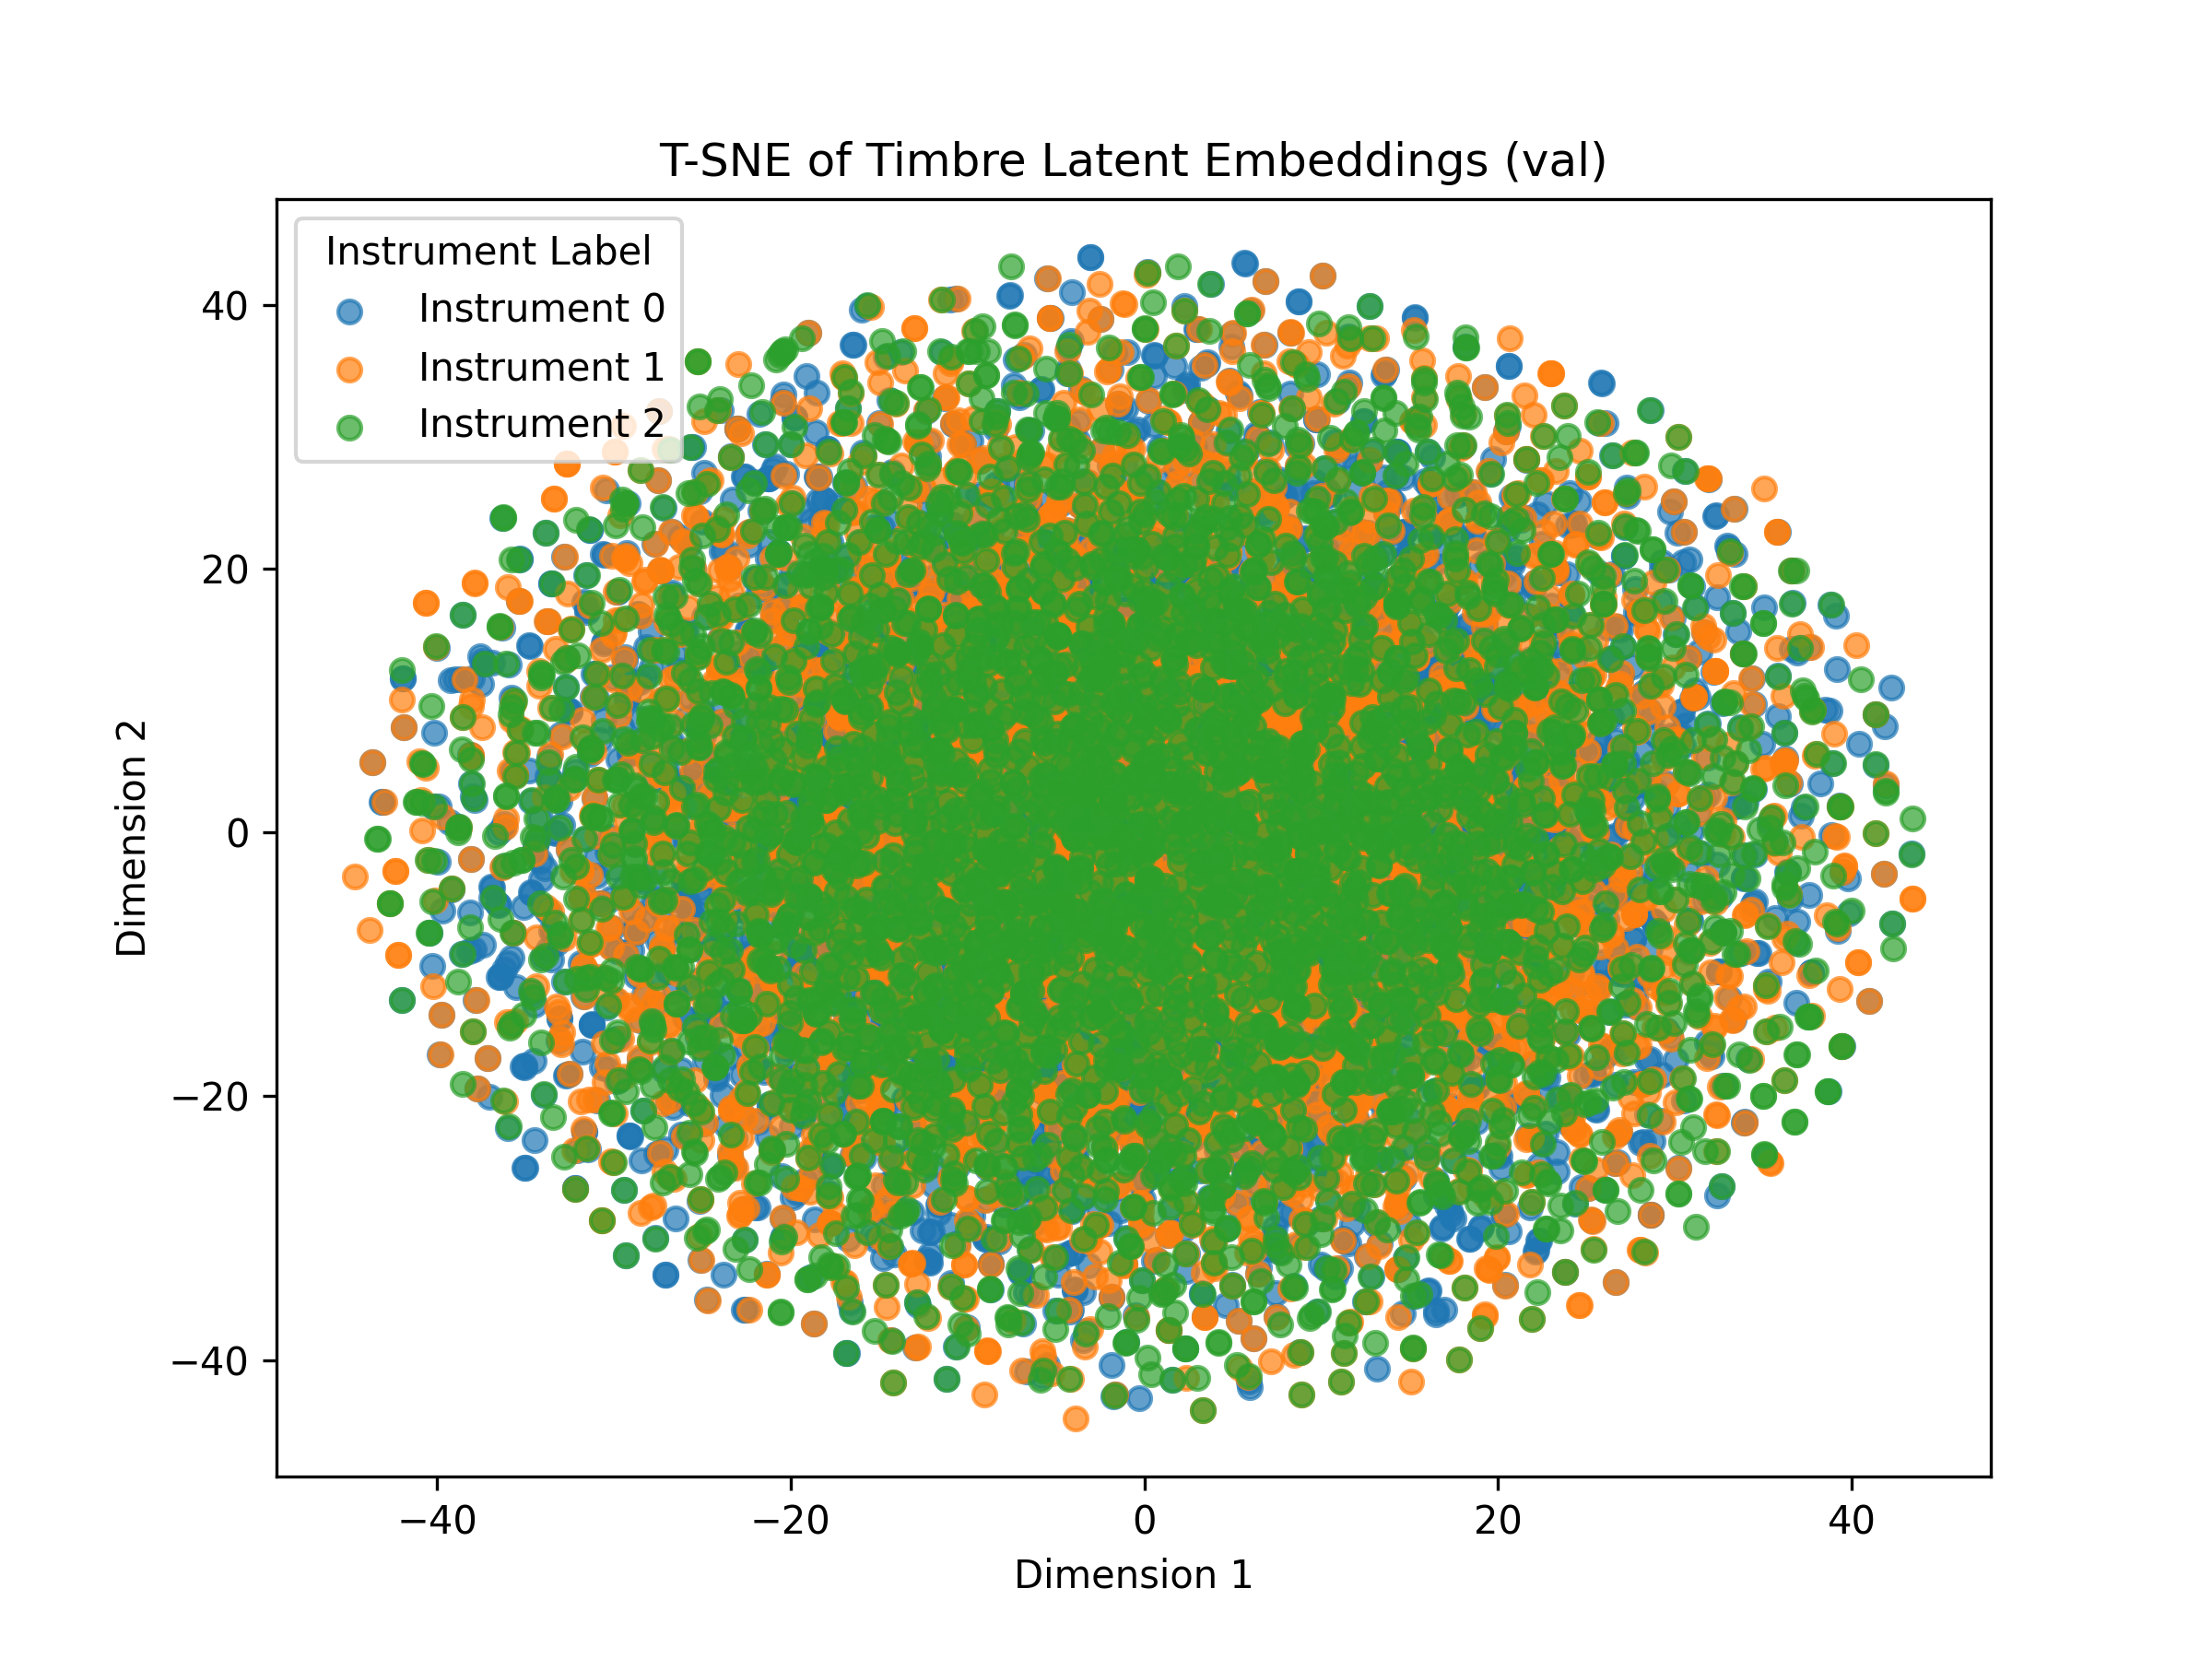 T-SNE of Timbre Latent Embeddings (val)
Instrument Label
Instrument 0
Instrument 1
Instrument 2
40
20
0
−20
−40
Dimension 2
−40
−20
0
20
40
Dimension 1